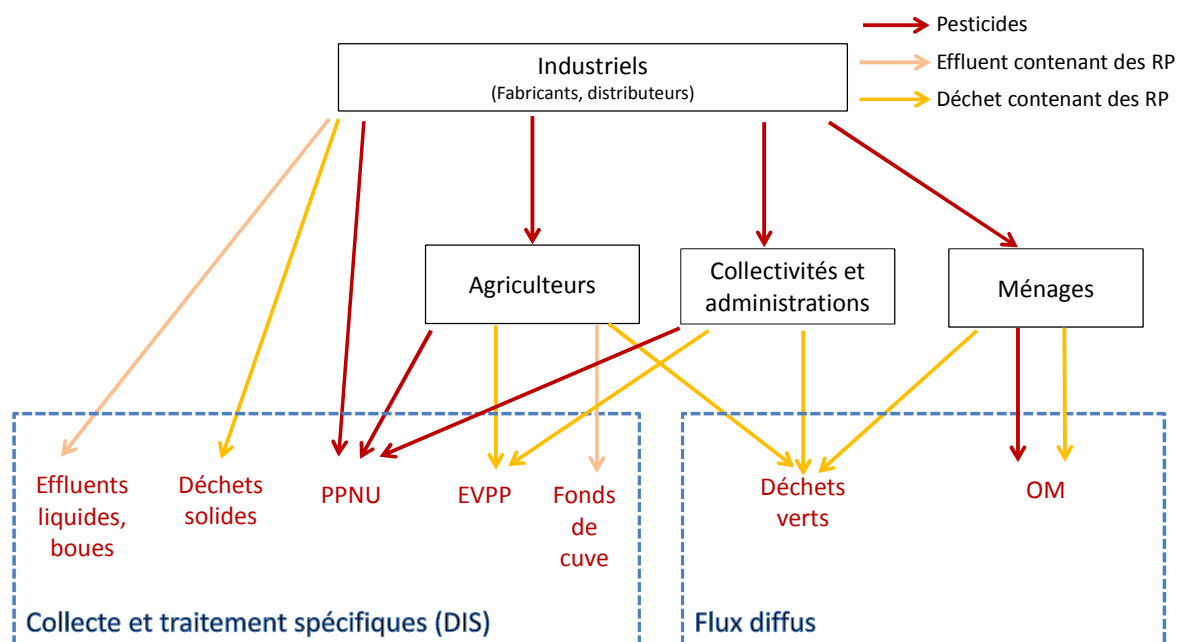 Pesticides
Effluent contenant des RP
Déchet contenant des RP
Industriels
(Fabricants, distributeurs)
Agriculteurs
Collectivités et
administrations
Ménages
Effluents
liquides,
boues
Déchets
solides
PPNU
EVPP
Fonds
de
cuve
Déchets
verts
OM
Collecte et traitement spécifiques (DIS)
Flux diffus